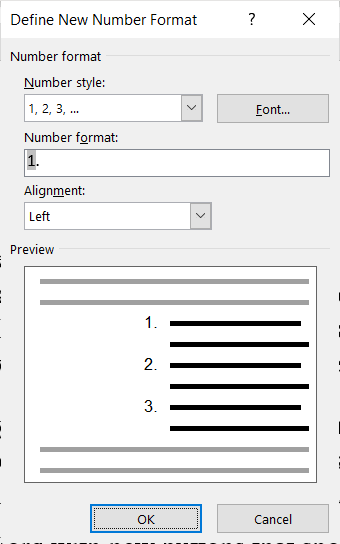 Define New Number Format ?
Number format
Number style:
1, 2, 3, ...
Font...
Number format:
1.
Alignment:
Left
Preview
1.
2.
3.
OK
Cancel